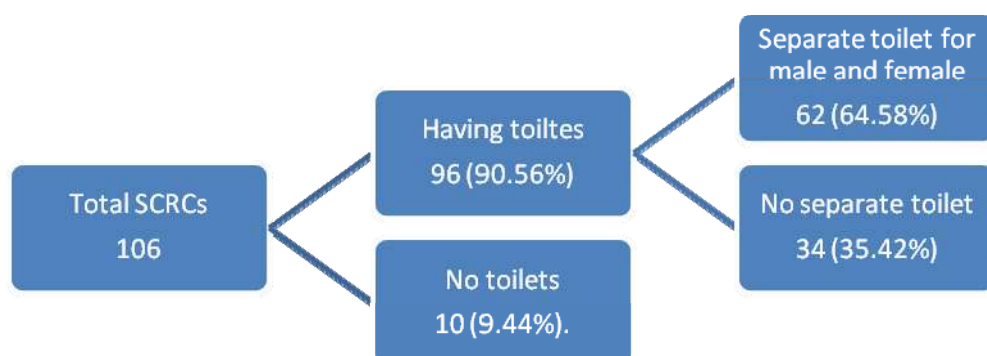 Total SCRCs
106
Having toiltes
96 (90.56%)
No toilets
10 (9.44%).
Separate toilet for
male and female
62 (64.58%)
No separate toilet
34 (35.42%)